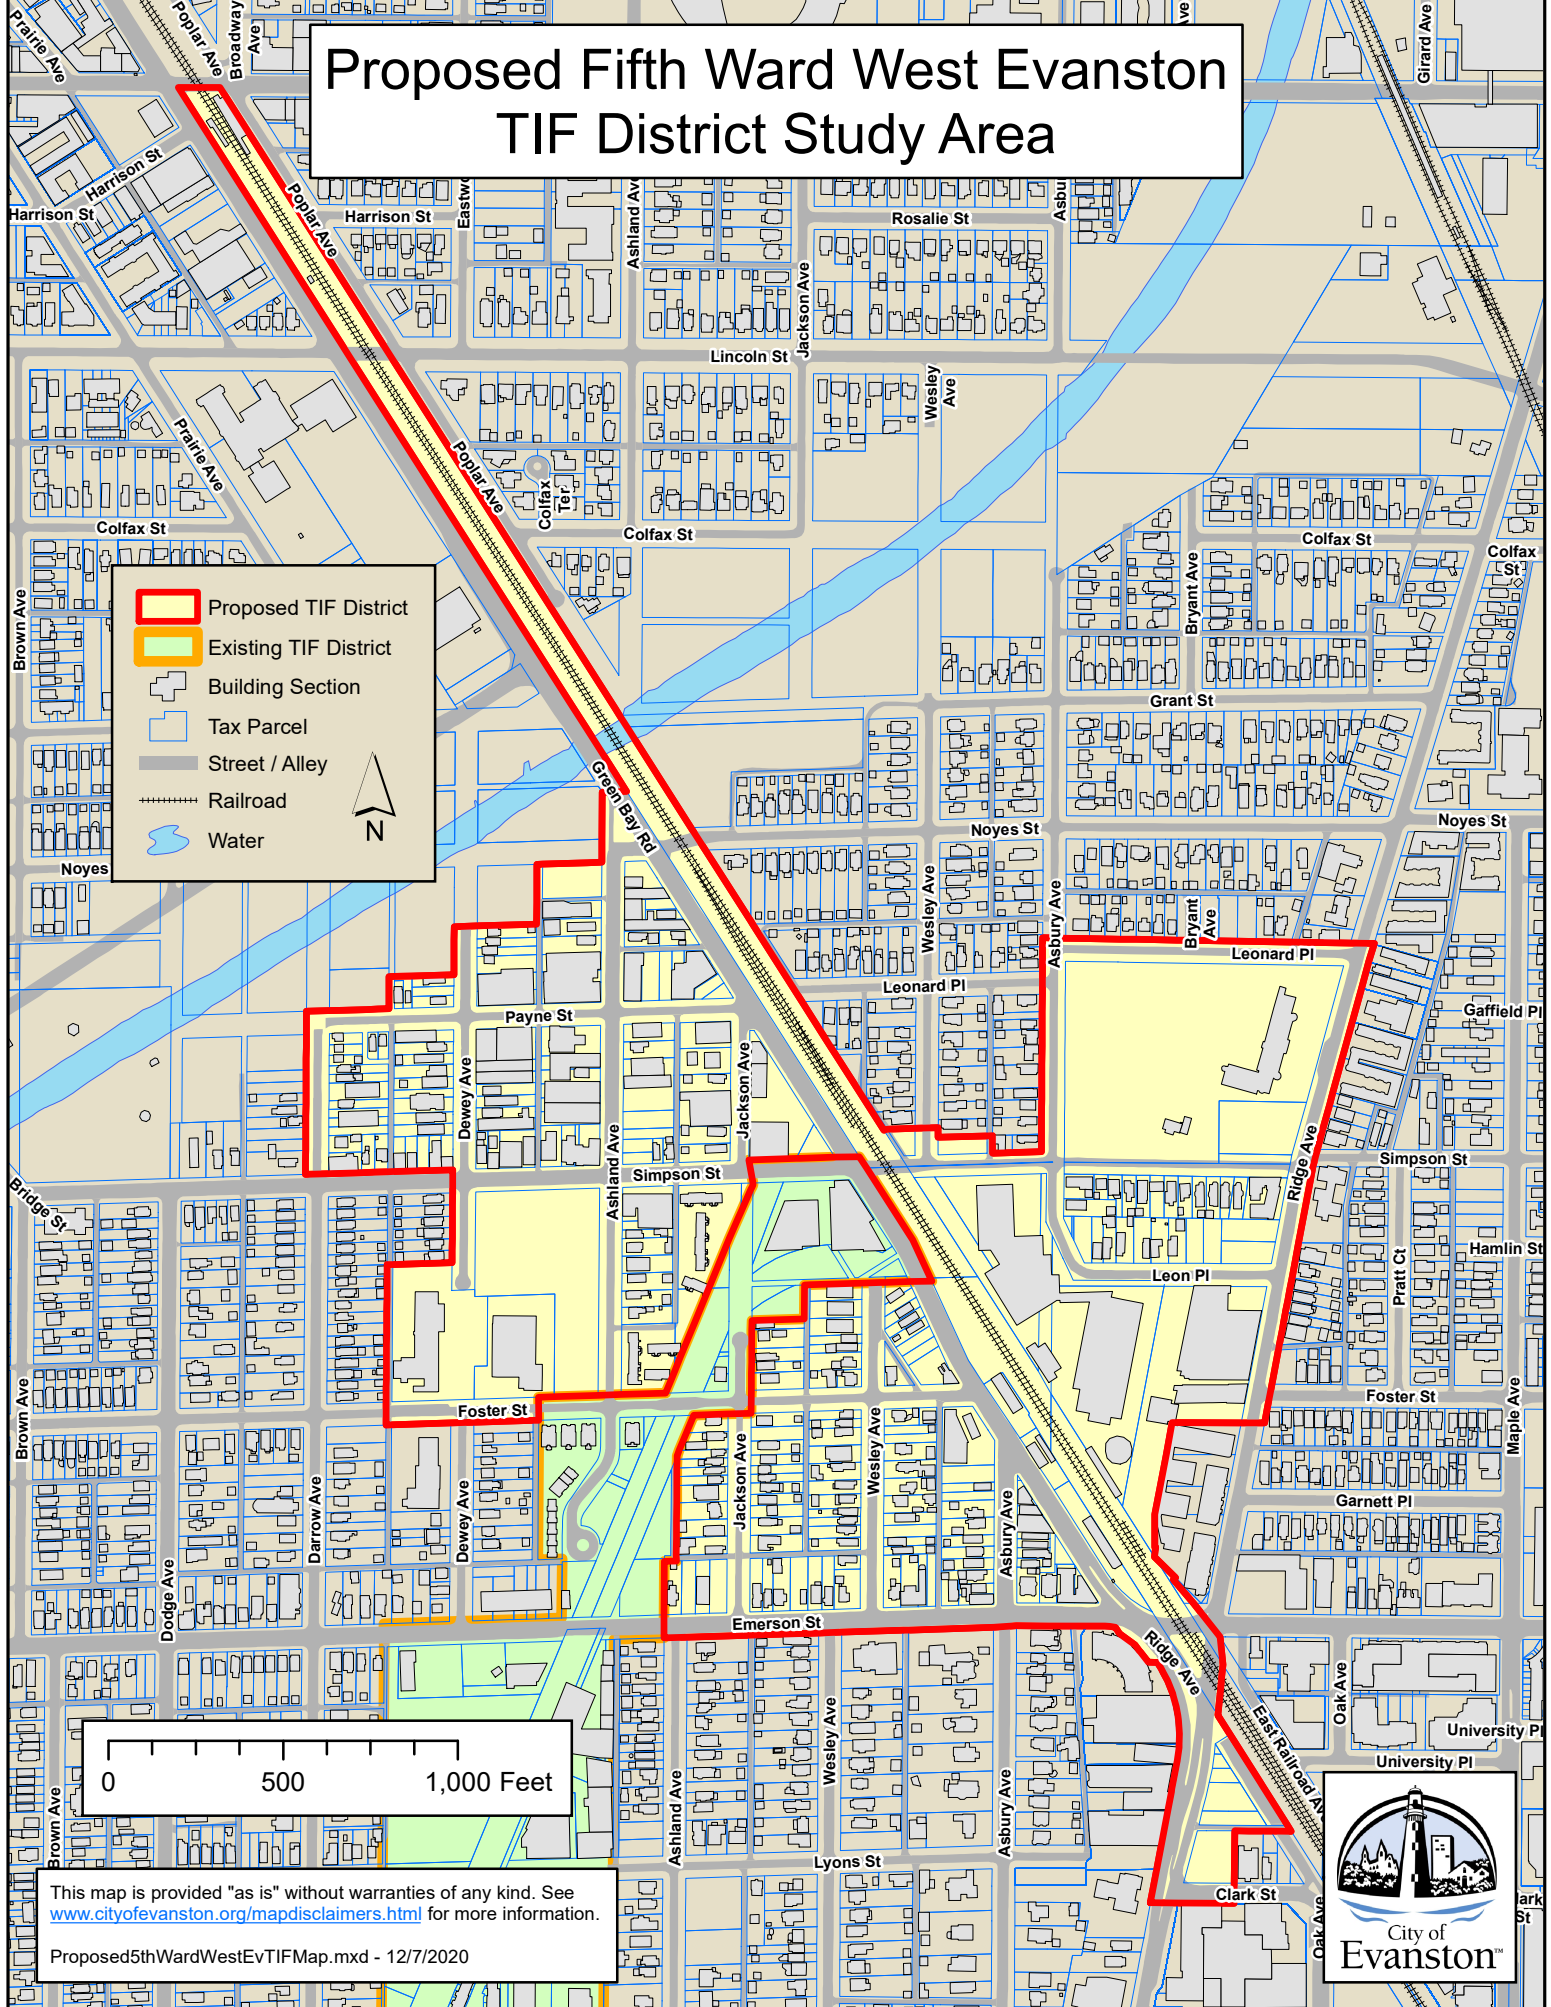 Proposed Fifth Ward West Evanston
TIF District Study Area
Prairie Ave
Poplar Ave
Broadway
Ave
Ave
Girard Ave
Harrison St
Harrison St
Poplar Ave
Harrison St
Ashland Ave
Rosalie St
Jackson Ave
Lincoln St
Wesley
Ave
Prairie Ave
Poplar Ave
Colfax
Ter
Colfax St
Colfax St
Colfax St
Colfax
St
Brown Ave
Bryant Ave
Proposed TIF District
Existing TIF District
Building Section
Tax Parcel
Street / Alley
Railroad
Water
N
Grant St
Green Bay Rd
Noyes St
Noyes St
Noyes
Wesley Ave
Asbury Ave
Bryant
Ave
Leonard Pl
Leonard Pl
Payne St
Gaffield Pl
Dewey Ave
Jackson Ave
Ashland Ave
Simpson St
Simpson St
Ridge Ave
Bridge St
Pratt Ct
Hamlin St
Leon Pl
Foster St
Foster St
Brown Ave
Maple Ave
Wesley Ave
Jackson Ave
Darrow Ave
Dewey Ave
Garnett Pl
Asbury Ave
Dodge Ave
Emerson St
Ridge Ave
Oak Ave
East Railroad Av
University Pl
University Pl
Wesley Ave
0
500
1,000 Feet
Brown Ave
Ashland Ave
Asbury Ave
Lyons St
Clark St
Oak Ave
St
This map is provided "as is" without warranties of any kind. See
www.cityofevanston.org/mapdisclaimers.html for more information.
Proposed5thWardWestEvTIFMap.mxd - 12/7/2020
City of
Evanston™